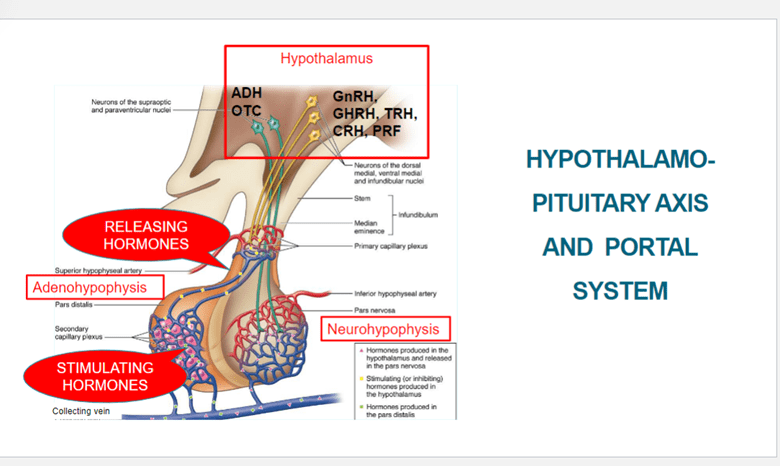 Hypothalamus
ADH
OTC
GnRH,
GHRH, TRH,
CRH, PRF
Neurons of the supraoptic
and paraventricular nuclei
Neurons of the dorsal
medial, ventral medial
and infundibular nuclei
Stem
Infundibulum
Median
eminence
Primary capillary plexus
RELEASING
HORMONES
Superior hypophyseal artery
Adenohypophysis
Pars distalis
Secondary
capillary plexus
STIMULATING
HORMONES
Collecting vein
Inferior hypophyseal artery
Pars nervosa
Neurohypophysis
Hormones produced in the
hypothalamus and released
in the pars nervosa
Stimulating (or inhibiting)
hormones produced in
the hypothalamus
Hormones produced in
the pars distalis
HYPOTHALAMO-
PITUITARY AXIS
AND PORTAL
SYSTEM